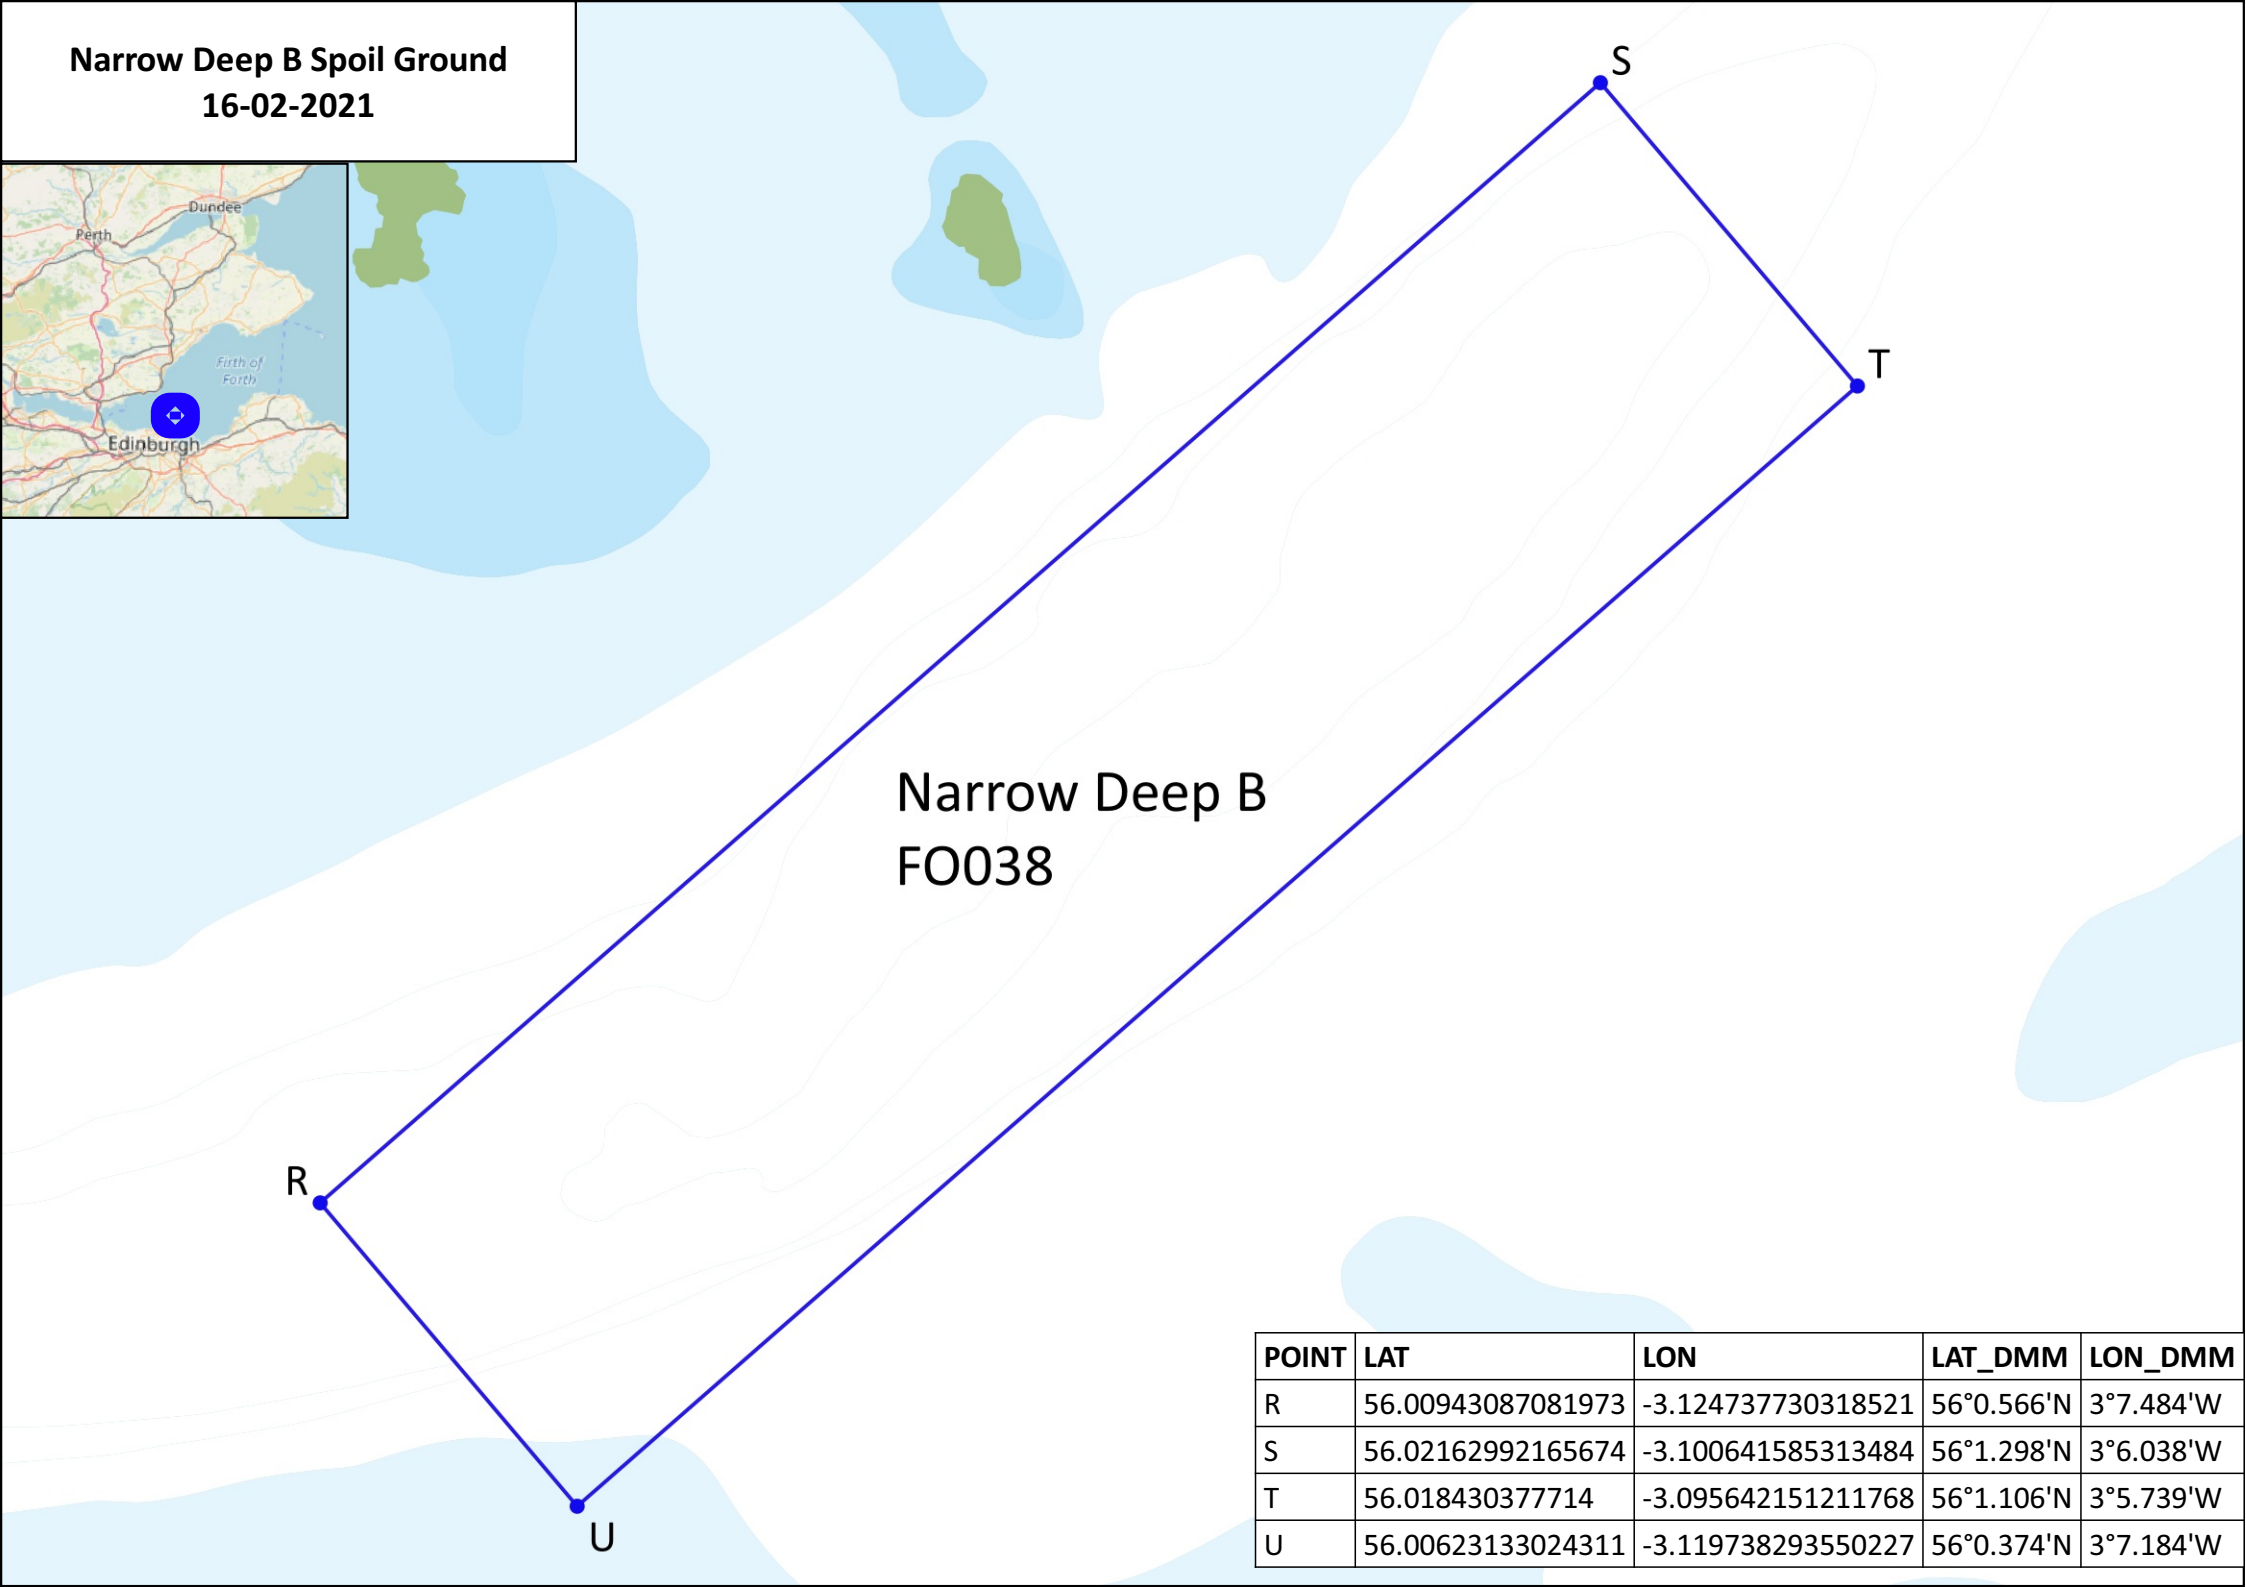 Narrow Deep B Spoil Ground
16-02-2021
Dundee
Perth
Firth of
Forth
Edinburgh
S
T
Narrow Deep B
FO038
R
U
POINT LAT LON LAT_DMM LON_DMM
R 56.00943087081973 -3.124737730318521 56°0.566'N 3°7.484'W
S 56.02162992165674 -3.100641585313484 56°1.298'N 3°6.038'W
T 56.018430377714 -3.095642151211768 56°1.106'N 3°5.739'W
U 56.00623133024311 -3.119738293550227 56°0.374'N 3°7.184'W